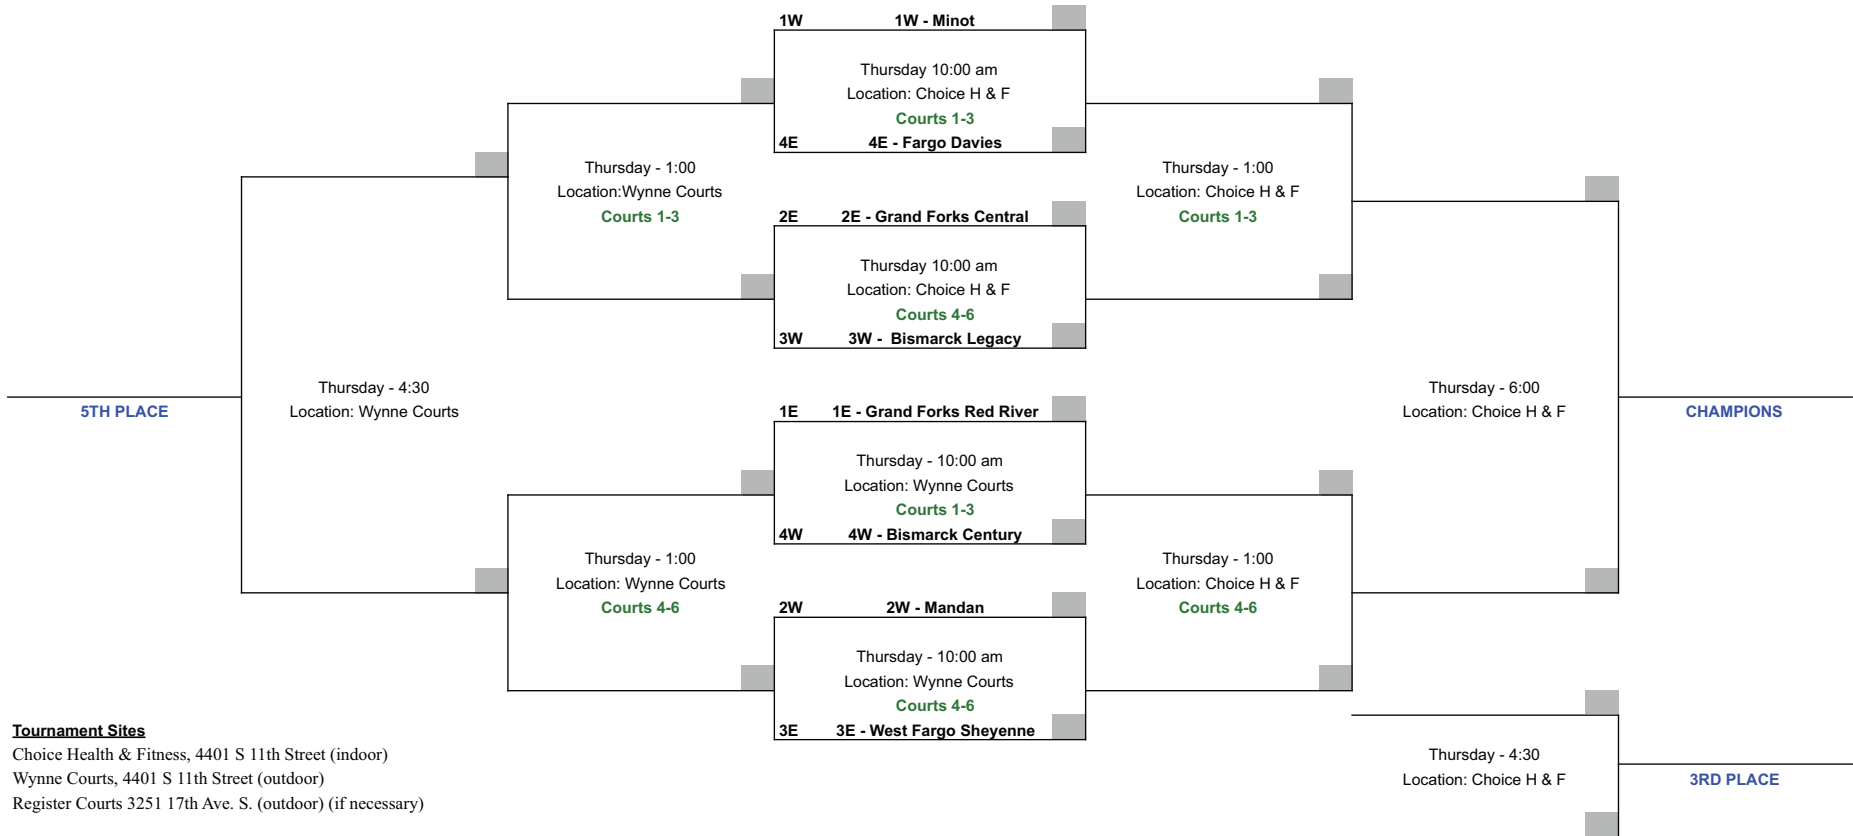 1W 1W - Minot
Thursday 10:00 am
Location: Choice H & F
Courts 1-3
4E 4E - Fargo Davies
Thursday - 1:00
Location:Wynne Courts
Courts 1-3
Thursday - 1:00
Location: Choice H & F
Courts 1-3
2E 2E - Grand Forks Central
Thursday 10:00 am
Location: Choice H & F
Courts 4-6
3W 3W - Bismarck Legacy
Thursday - 4:30
Location: Wynne Courts
5TH PLACE
Thursday - 6:00
Location: Choice H & F
CHAMPIONS
1E 1E - Grand Forks Red River
Thursday - 10:00 am
Location: Wynne Courts
Courts 1-3
4W 4W - Bismarck Century
Thursday - 1:00
Location: Wynne Courts
Courts 4-6
Thursday - 1:00
Location: Choice H & F
Courts 4-6
2W 2W - Mandan
Thursday - 10:00 am
Location: Wynne Courts
Courts 4-6
3E 3E - West Fargo Sheyenne
Thursday - 4:30
Location: Choice H & F
3RD PLACE
Tournament Sites
Choice Health & Fitness, 4401 S 11th Street (indoor)
Wynne Courts, 4401 S 11th Street (outdoor)
Register Courts 3251 17th Ave. S. (outdoor) (if necessary)